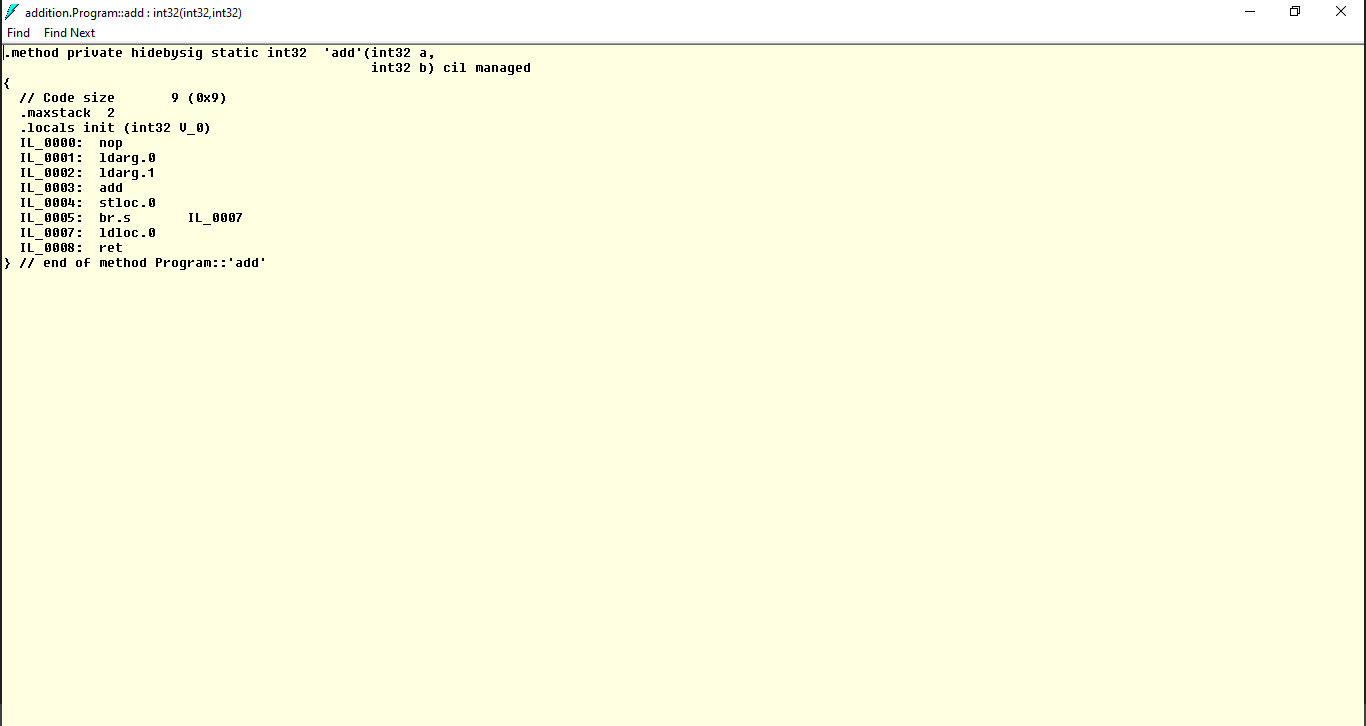 addition.Program::add : int32(int32,int32)
Find Find Next
.method private hidebysig static int32  'add'(int32 a,
                                              int32 b) cil managed
{
  // Code size       9 (0x9)
  .maxstack  2
  .locals init (int32 V_0)
  IL_0000:  nop
  IL_0001:  ldarg.0
  IL_0002:  ldarg.1
  IL_0003:  add
  IL_0004:  stloc.0
  IL_0005:  br.s       IL_0007
  IL_0007:  ldloc.0
  IL_0008:  ret
} // end of method Program::'add'